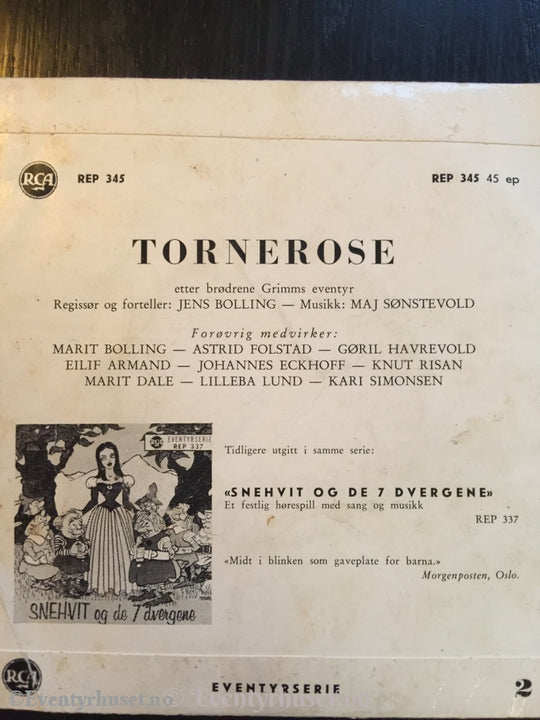 RCA
REP 345
REP 345 45 ep
TORNEROSE
etter brødrene Grimms eventyr
Regissør og forteller: JENS BOLLING — Musikk: MAJ SØNSTEVOLD
Forøvrig medvirker:
MARIT BOLLING — ASTRID FOLSTAD — GØRIL HAVREVOLD
EILIF ARMAND — JOHANNES ECKHOFF — KNUT RISAN
MARIT DALE — LILLEBA LUND — KARI SIMONSEN
RCA EVENTYRSERIE
REP 337
SNEHVIT og de 7 dvergene
Tidligere utgitt i samme serie:
«SNEHVIT OG DE 7 DVERGENE»
Et festlig hørespill med sang og musikk
REP 337
«Midt i blinken som gaveplate for barna.»
Morgenposten, Oslo.
RCA
EVENTYRSERIE
2
©Eventyrhuset.no © Eventyrhuset.no